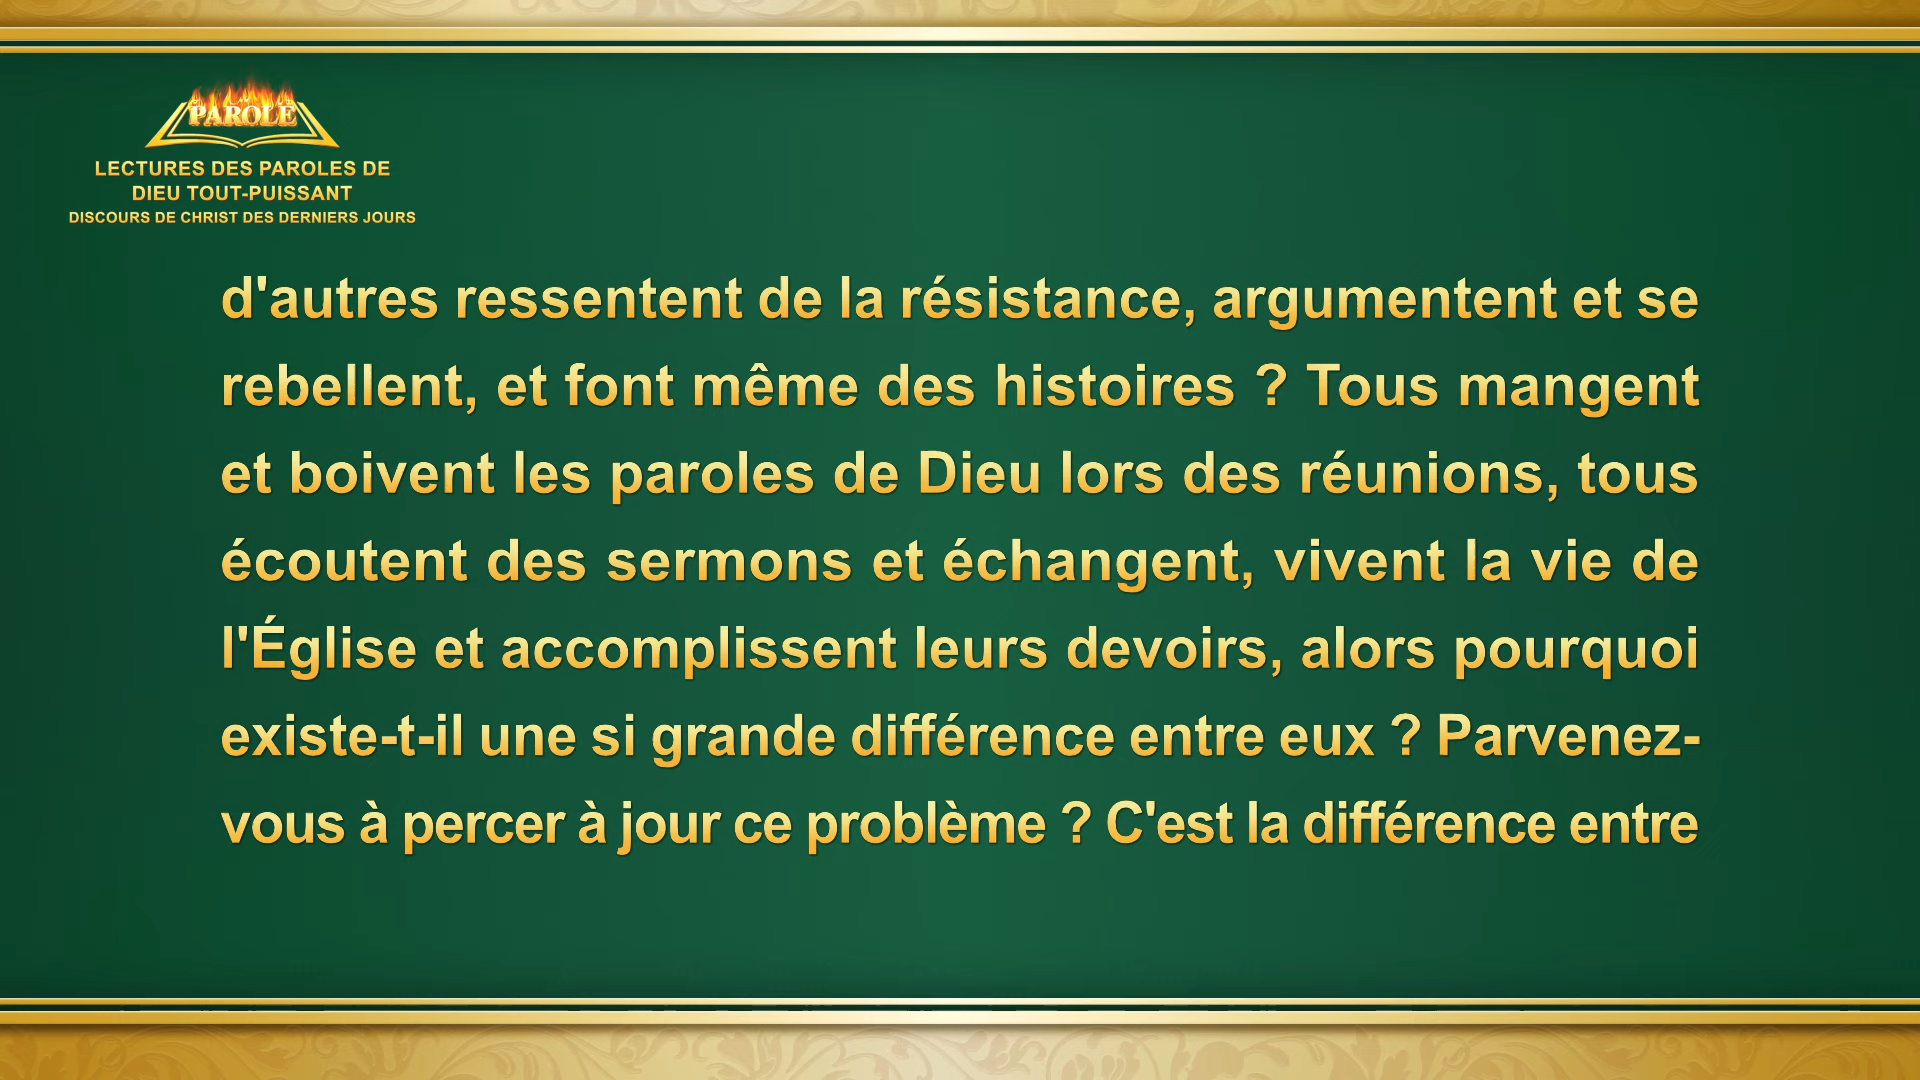 PAROLE
LECTURES DES PAROLES DE
DIEU TOUT-PUISSANT
DISCOURS DE CHRIST DES DERNIERS JOURS
d'autres ressentent de la résistance, argumentent et se
rebellent, et font même des histoires ? Tous mangent
et boivent les paroles de Dieu lors des réunions, tous
écoutent des sermons et échangent, vivent la vie de
l'Église et accomplissent leurs devoirs, alors pourquoi
existe-t-il une si grande différence entre eux ? Parvenez-
vous à percer à jour ce problème ? C'est la différence entre